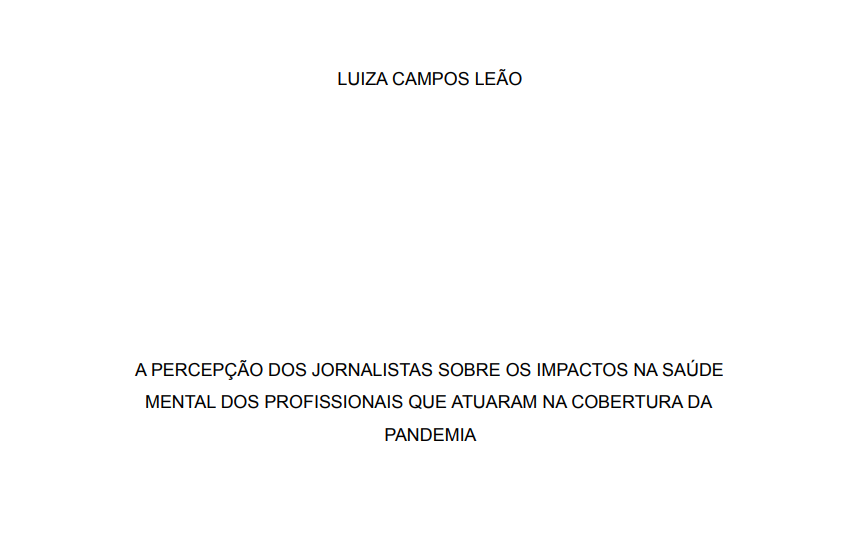 LUIZA CAMPOS LEÃO
A PERCEPÇÃO DOS JORNALISTAS SOBRE OS IMPACTOS NA SAÚDE
MENTAL DOS PROFISSIONAIS QUE ATUARAM NA COBERTURA DA
PANDEMIA